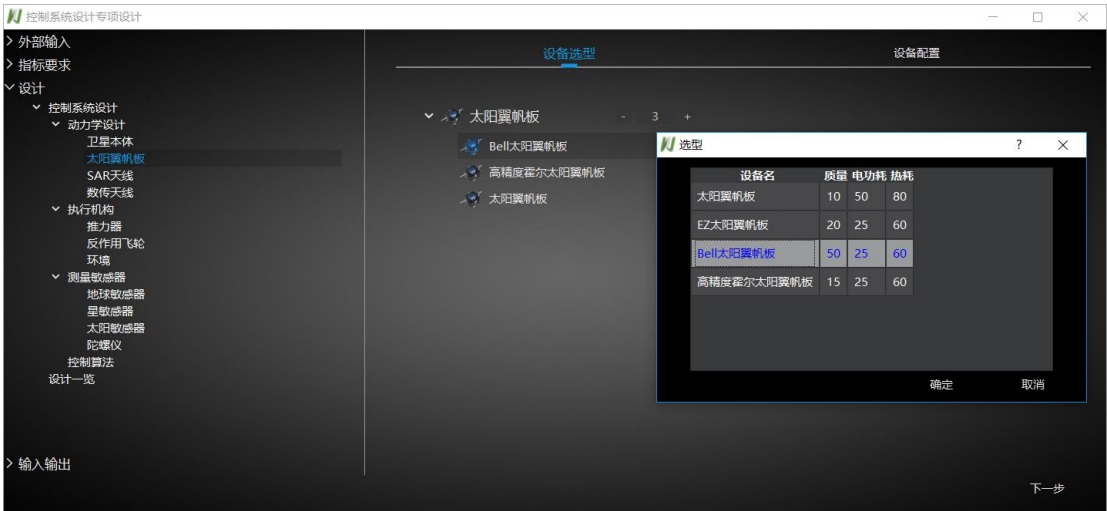 控制系统设计专项设计
外部输入
指标要求
设计
控制系统设计
动力学设计
卫星本体
太阳翼帆板
SAR天线
数传天线
执行机构
推力器
反作用飞轮
环境
测量敏感器
地球敏感器
星敏感器
太阳敏感器
陀螺仪
控制算法
设计一览
输入输出
设备选型 设备配置
太阳翼帆板 - 3 +
Bell太阳翼帆板
高精度霍尔太阳翼帆板
太阳翼帆板
选型 ?
设备名 质量 电功耗 热耗
太阳翼帆板 10 50 80
EZ太阳翼帆板 20 25 60
Bell太阳翼帆板 50 25 60
高精度霍尔太阳翼帆板 15 25 60
确定 取消
下一步